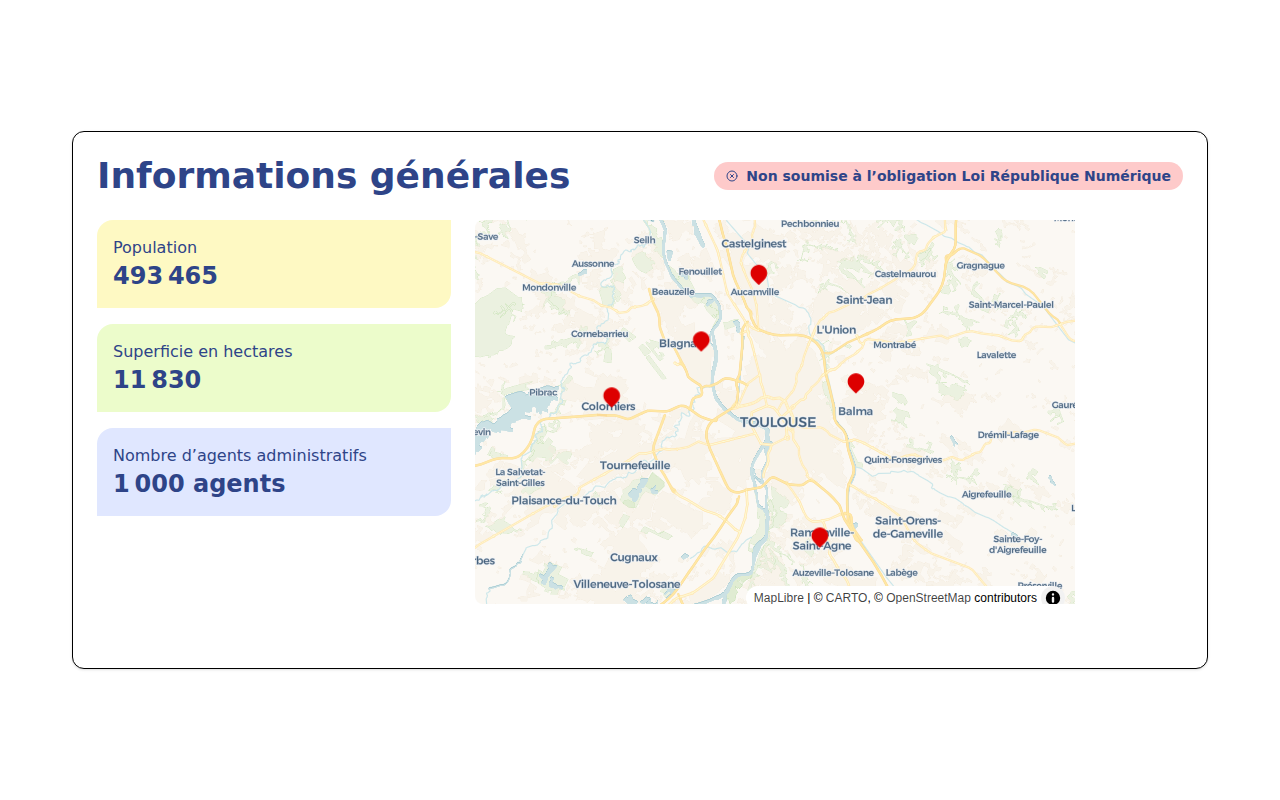 Informations générales
Non soumise à l’obligation Loi République Numérique
Population
493 465
Superficie en hectares
11 830
Nombre d’agents administratifs
1 000 agents
Pechbonnieu
-Save
Seilh
Castelginest
Aussonne
Fenouillet
Castelmaurou
Gragnague
Mondonville
Beauzelle
Aucamville
Saint-Jean
Saint-Marcel-Paulel
Cornebarrieu
L'Union
Blagna
Montrabé
Lavalette
Pibrac
Colomiers
Balma
Gaur
TOULOUSE
evin
Drémil-Lafage
Tournefeuille
Quint-Fonsegrives
La Salvetat-
Saint-Gilles
Plaisance-du-Touch
Aigrefeuille
Saint-Orens-
de-Gameville
Ramonville-
Saint-Agne
Sainte-Foy-
d'Aigrefeuille
Cugnaux
rbes
Auzeville-Tolosane
Labège
Villeneuve-Tolosane
Préserville
MapLibre | © CARTO, © OpenStreetMap contributors